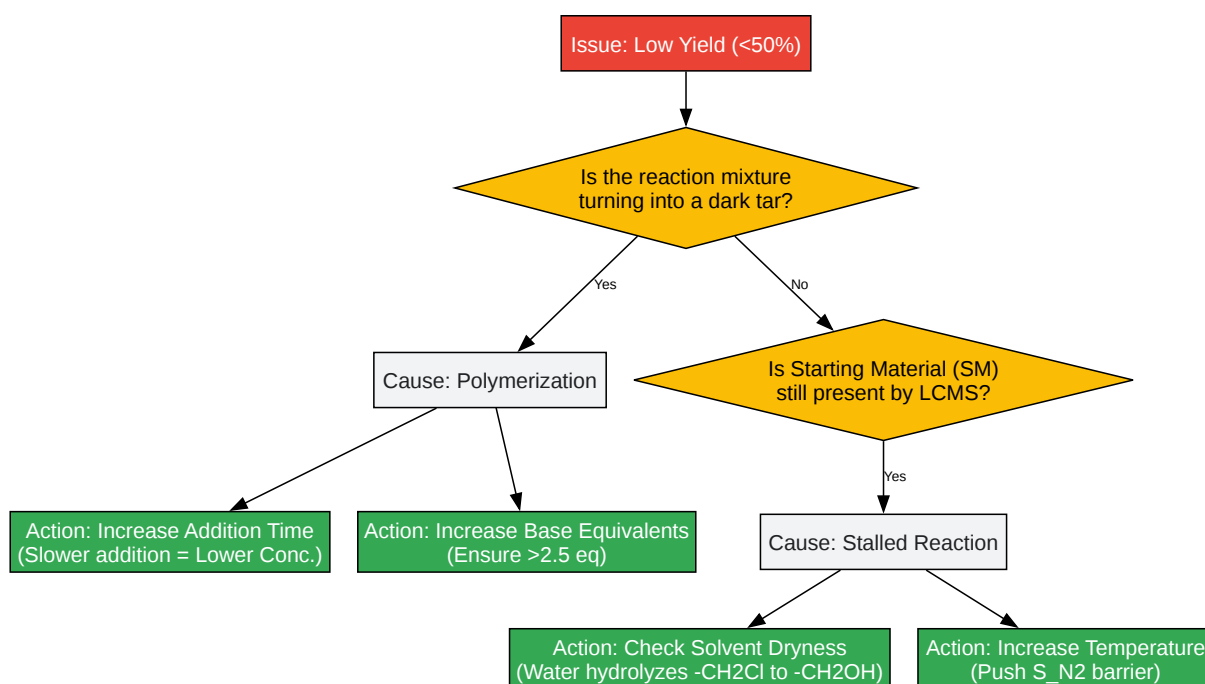 Issue: Low Yield (<50%)
Is the reaction mixture
turning into a dark tar?
Yes
No
Cause: Polymerization
Is Starting Material (SM)
still present by LCMS?
Yes
Action: Increase Addition Time
(Slower addition = Lower Conc.)
Action: Increase Base Equivalents
(Ensure >2.5 eq)
Cause: Stalled Reaction
Action: Check Solvent Dryness
(Water hydrolyzes -CH2Cl to -CH2OH)
Action: Increase Temperature
(Push S_N2 barrier)